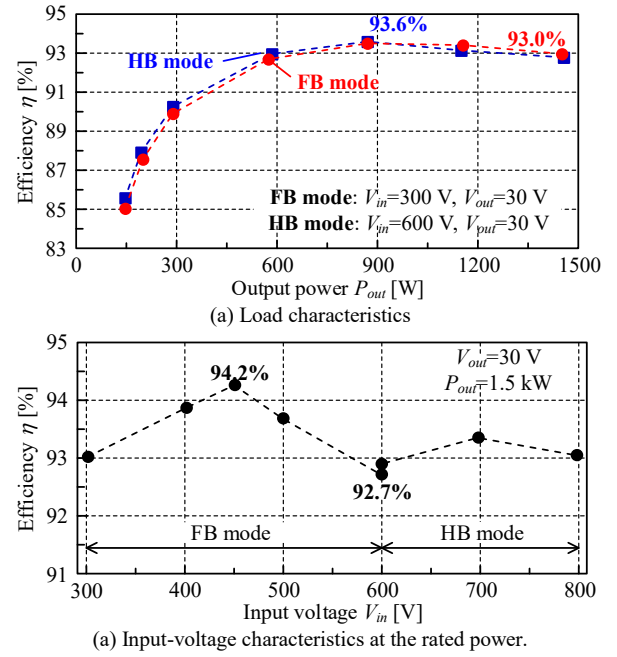 95
93
91
89
87
85
83
Efficiency η [%]
93.6%
93.0%
HB mode
FB mode
FB mode: Vin=300 V, Vout=30 V
HB mode: Vin=600 V, Vout=30 V
0 300 600 900 1200 1500
Output power Pout [W]
(a) Load characteristics
95
94
93
92
91
Efficiency η [%]
Vout=30 V
Pout=1.5 kW
94.2%
92.7%
FB mode HB mode
300 400 500 600 700 800
Input voltage Vin [V]
(a) Input-voltage characteristics at the rated power.